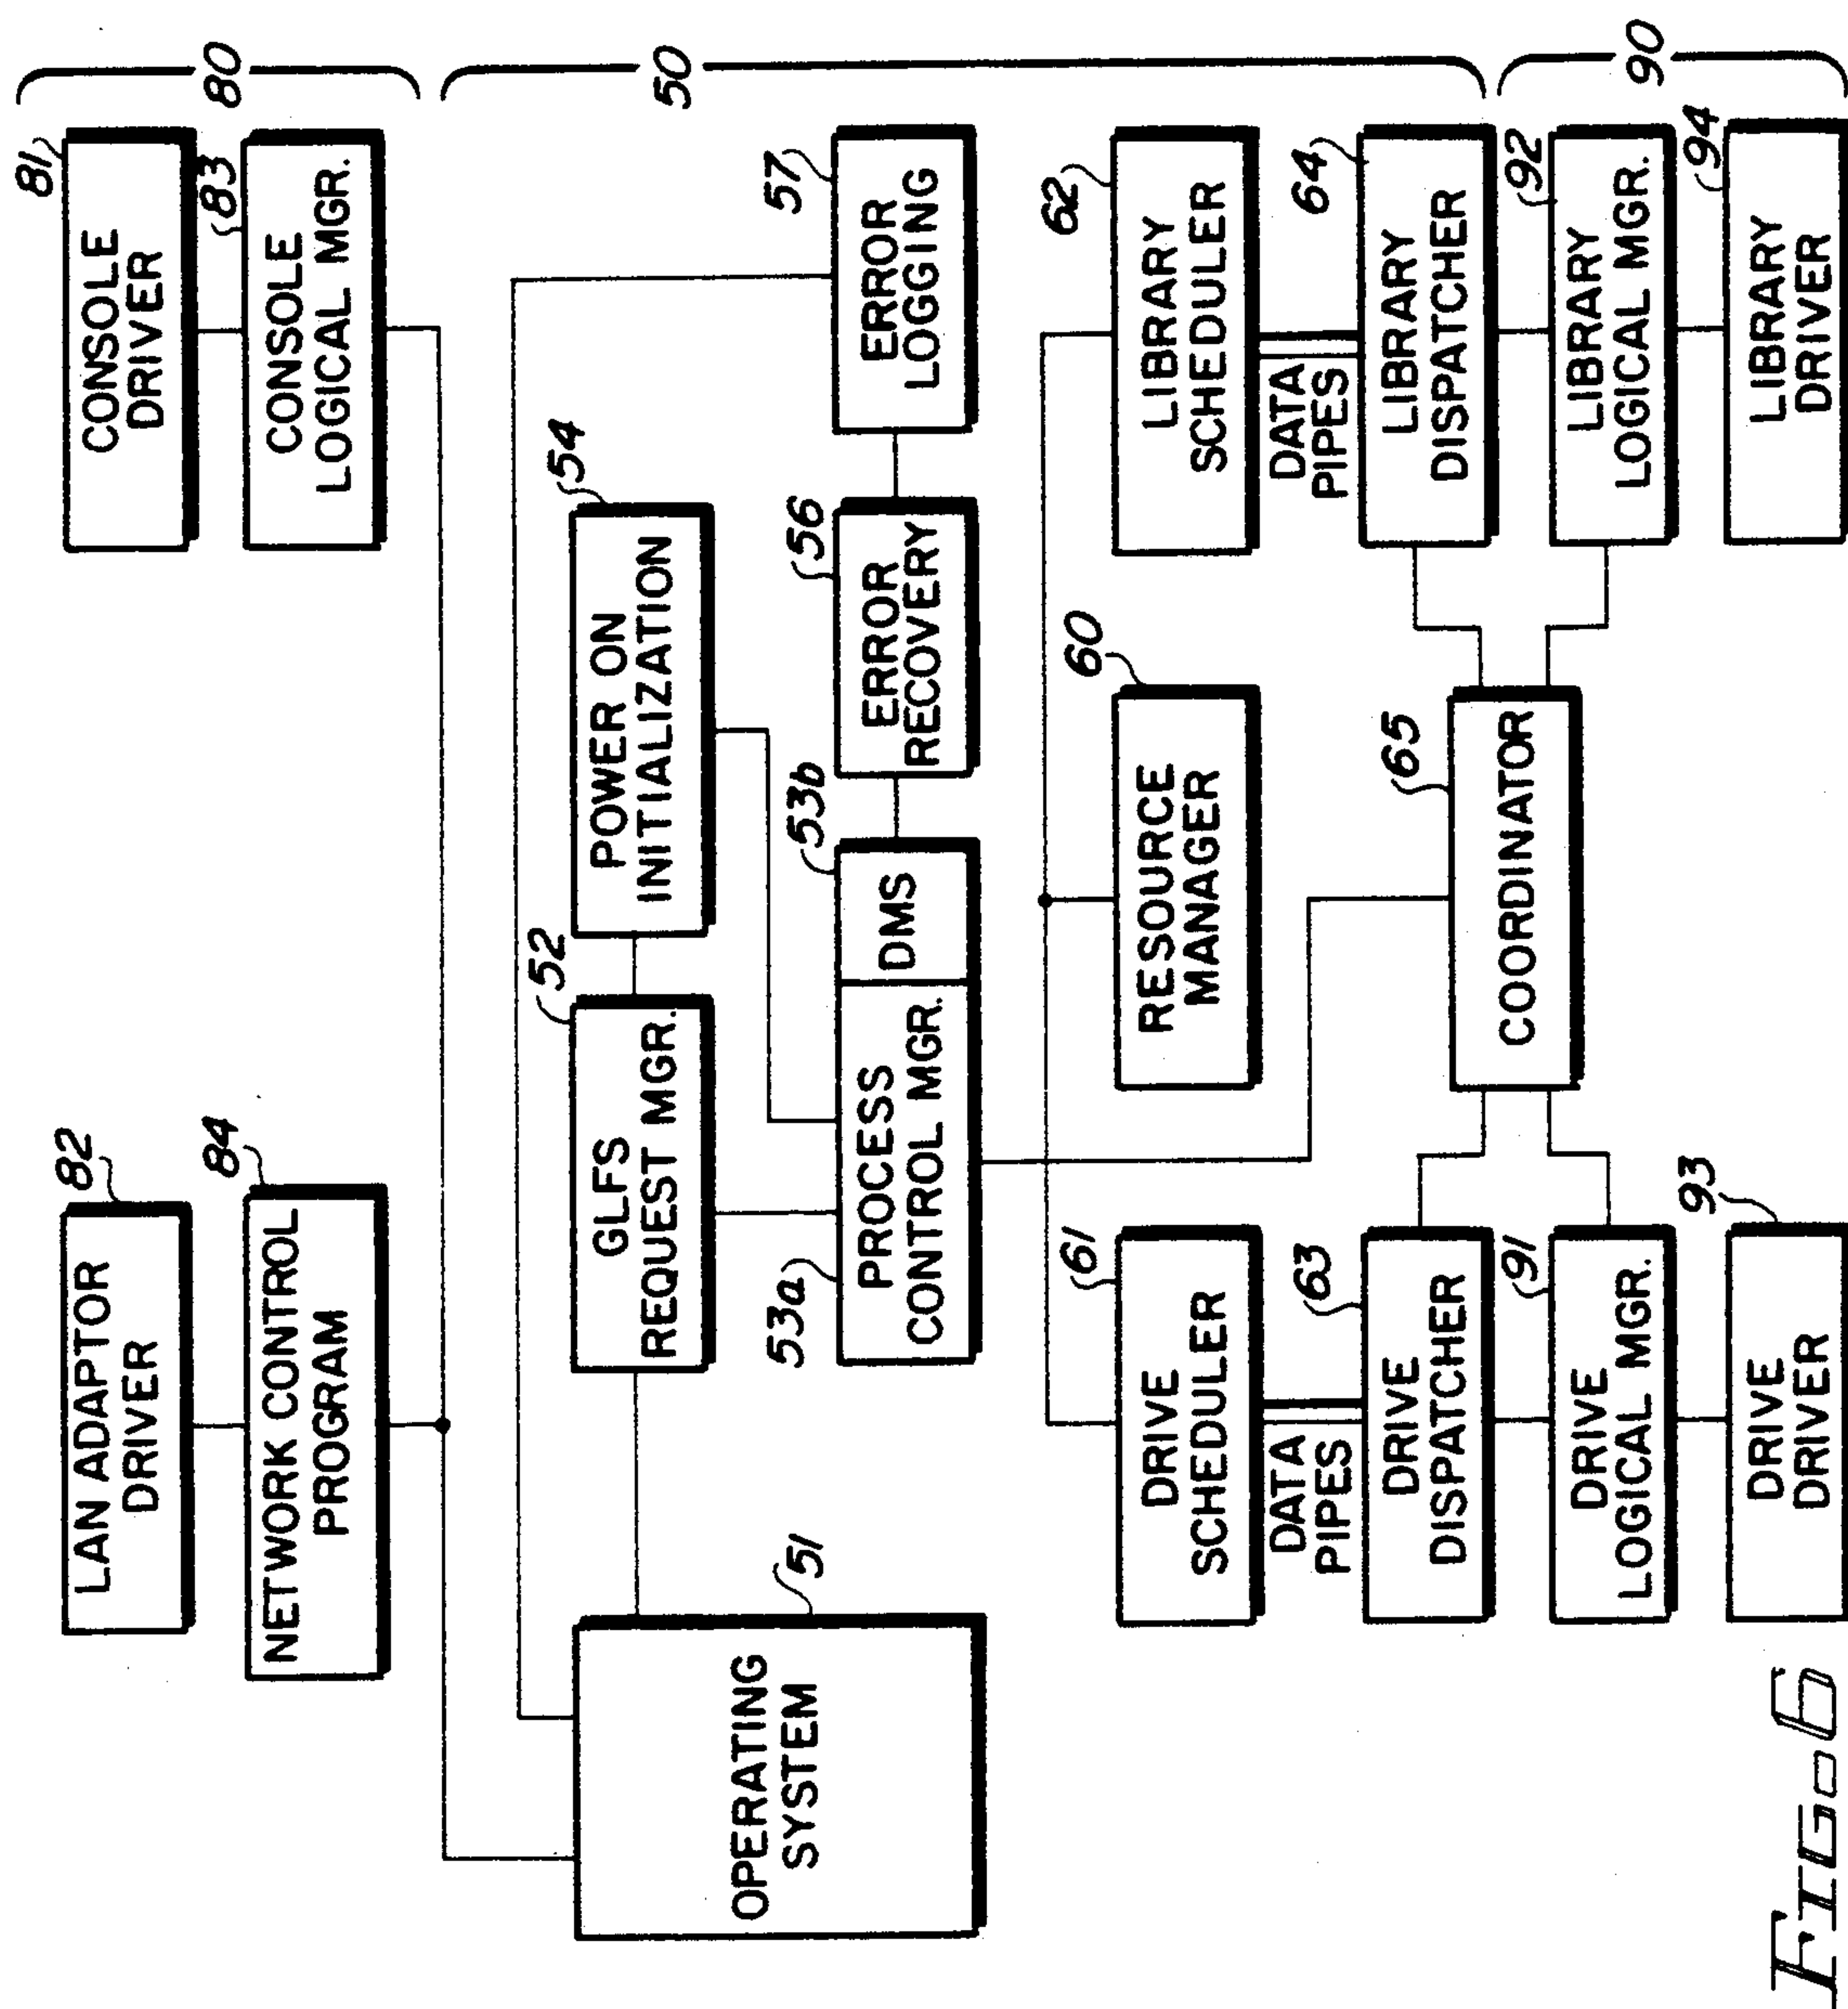 81
CONSOLE
DRIVER
83
CONSOLE
LOGICAL MGR.
80
82
LAN ADAPTOR
DRIVER
84
NETWORK CONTROL
PROGRAM
50
51
OPERATING
SYSTEM
52
GLFS
REQUEST MGR.
54
POWER ON
INITIALIZATION
53a
PROCESS
CONTROL MGR.
53b
DMS
56
ERROR
RECOVERY
57
ERROR
LOGGING
61
DRIVE
SCHEDULER
60
RESOURCE
MANAGER
62
LIBRARY
SCHEDULER
DATA
PIPES
DATA
PIPES
63
DRIVE
DISPATCHER
65
COORDINATOR
64
LIBRARY
DISPATCHER
90
91
DRIVE
LOGICAL MGR.
92
LIBRARY
LOGICAL MGR.
93
DRIVE
DRIVER
94
LIBRARY
DRIVER
FIG. 6